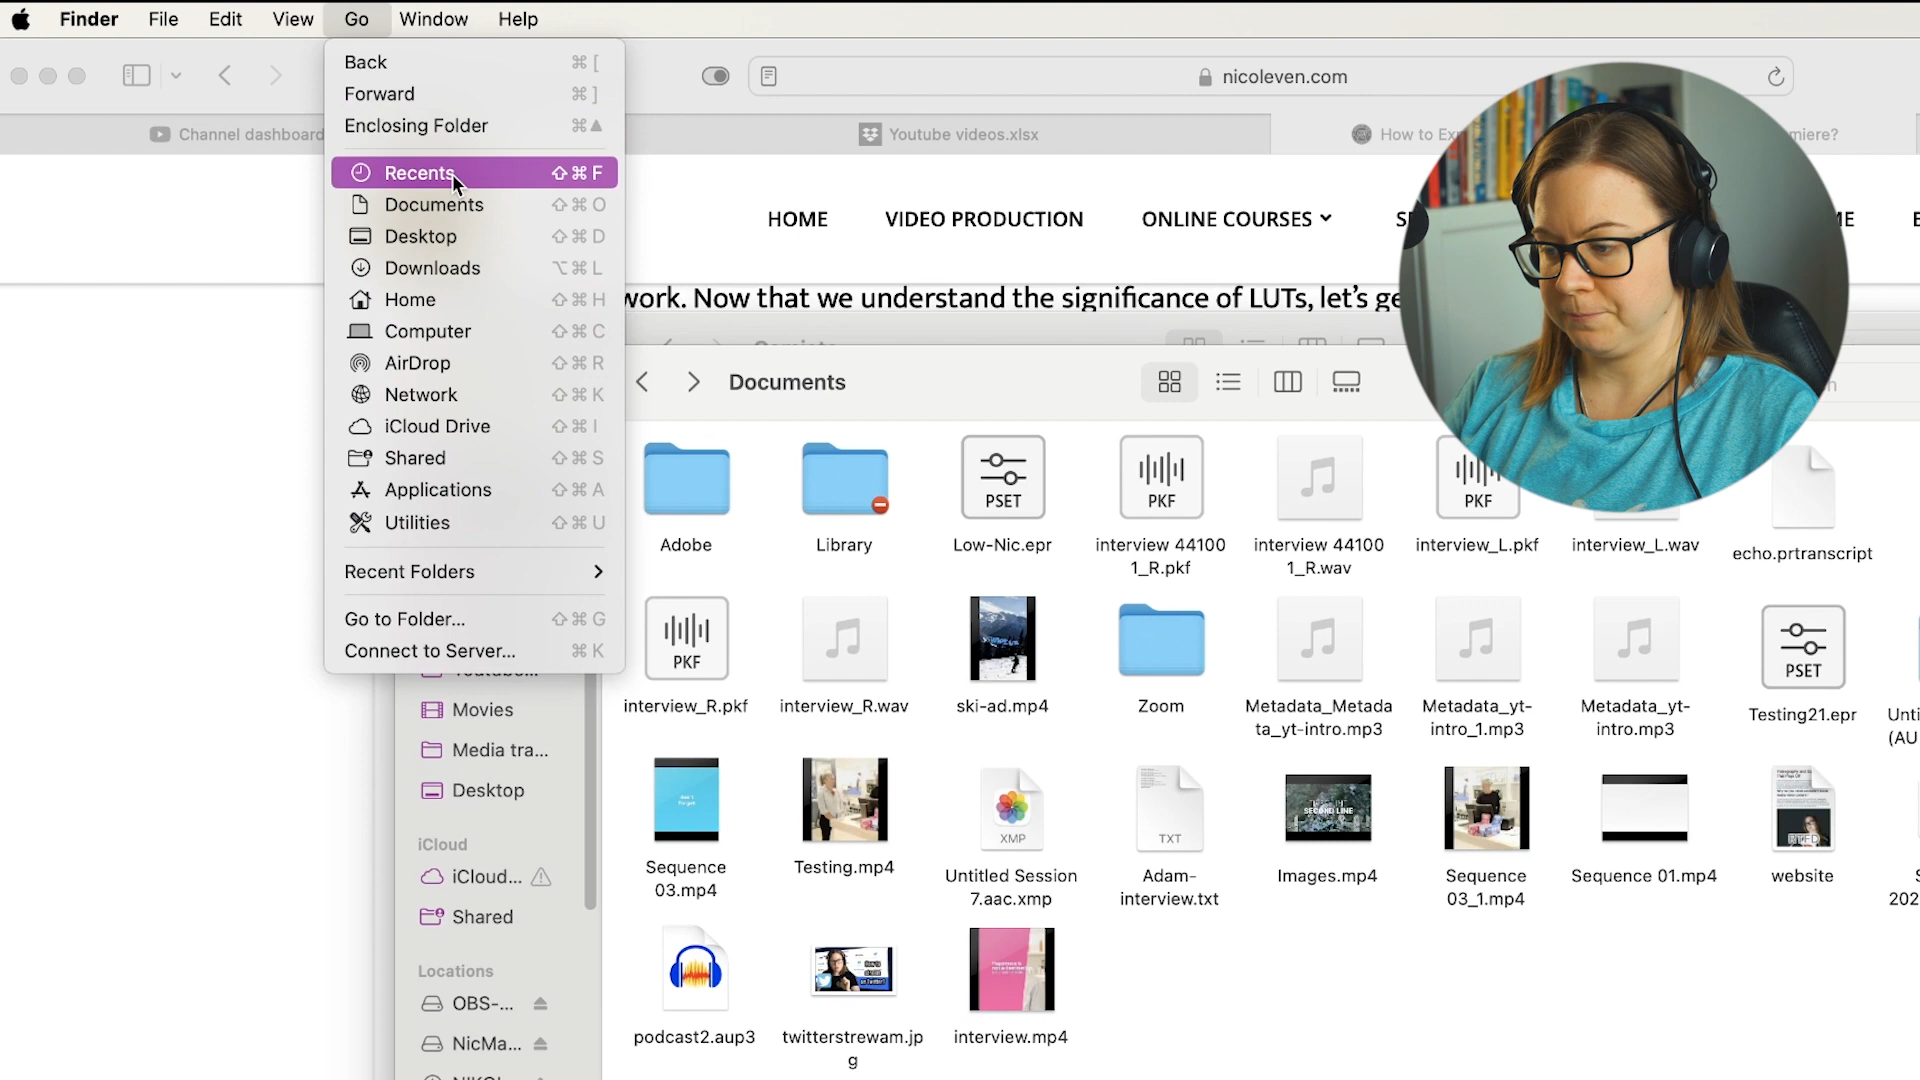 Finder File Edit View Go Window Help
Back ⌘ [
Forward ⌘ ]
Enclosing Folder ⌘▲
Recents ⇧⌘ F
Documents ⇧⌘ O
Desktop ⇧⌘ D
Downloads ⌥⌘ L
Home ⇧⌘ H
Computer ⇧⌘ C
AirDrop ⇧⌘ R
Network ⇧⌘ K
iCloud Drive ⇧⌘ I
Shared ⇧⌘ S
Applications ⇧⌘ A
Utilities ⇧⌘ U
Recent Folders
Go to Folder... ⇧⌘ G
Connect to Server... ⌘ K
nicoleven.com
Channel dashboard
Youtube videos.xlsx
How to
HOME VIDEO PRODUCTION ONLINE COURSES
work. Now that we understand the significance of LUTs, let's
Documents
Adobe
Library
PSET
Low-Nic.epr
PKF
interview 44100
1_R.pkf
interview 44100
1_R.wav
PKF
interview_L.pkf
interview_L.wav
echo.prtranscript
PKF
interview_R.pkf
interview_R.wav
ski-ad.mp4
Zoom
Metadata_Metada
ta_yt-intro.mp3
Metadata_yt-
intro_1.mp3
Metadata_yt-
intro.mp3
PSET
Testing21.epr
(AU
Sequence
03.mp4
Testing.mp4
XMP
Untitled Session
7.aac.xmp
TXT
Adam-
interview.txt
SECOND LINE
Images.mp4
Sequence
03_1.mp4
Sequence 01.mp4
website
202
podcast2.aup3
twitterstrewam.jp
g
interview.mp4
Movies
Media tra...
Desktop
iCloud
iCloud...
Shared
Locations
OBS-...
NicMa...